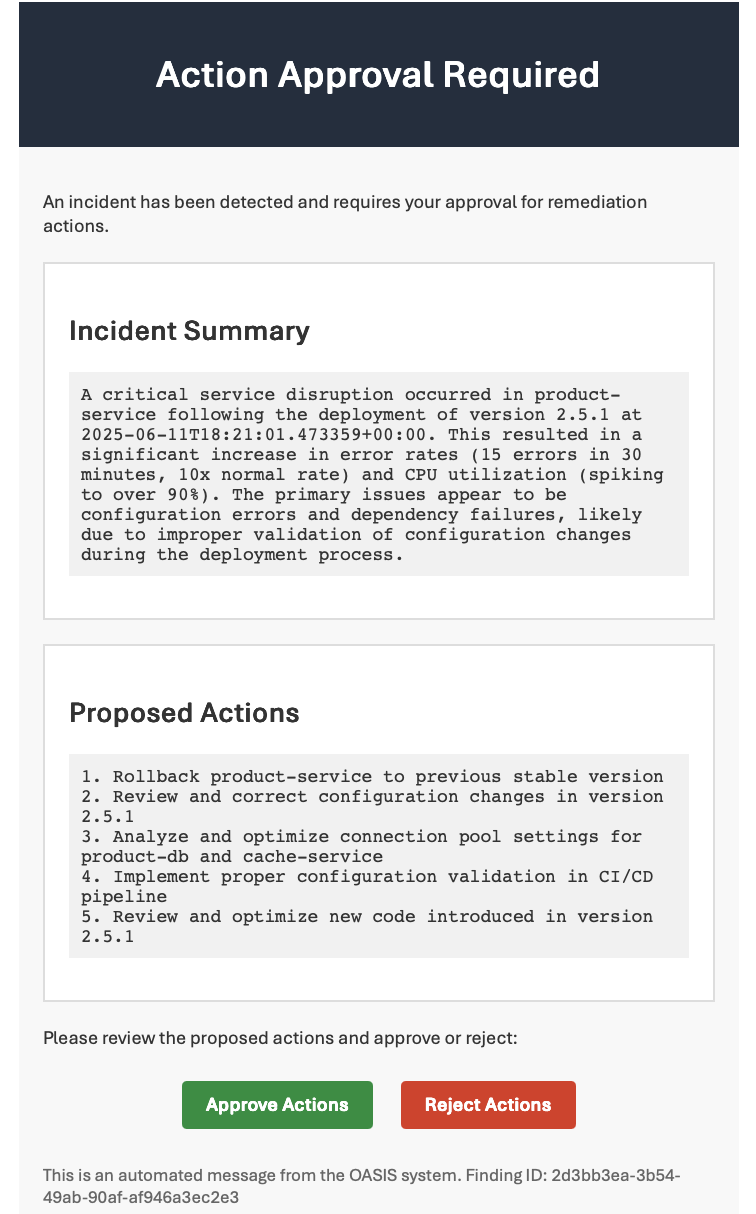 Action Approval Required
An incident has been detected and requires your approval for remediation
actions.
Incident Summary
A critical service disruption occurred in product-
service following the deployment of version 2.5.1 at
2025-06-11T18:21:01.473359+00:00. This resulted in a
significant increase in error rates (15 errors in 30
minutes, 10x normal rate) and CPU utilization (spiking
to over 90%). The primary issues appear to be
configuration errors and dependency failures, likely
due to improper validation of configuration changes
during the deployment process.
Proposed Actions
1. Rollback product-service to previous stable version
2. Review and correct configuration changes in version
2.5.1
3. Analyze and optimize connection pool settings for
product-db and cache-service
4. Implement proper configuration validation in CI/CD
pipeline
5. Review and optimize new code introduced in version
2.5.1
Please review the proposed actions and approve or reject:
Approve Actions Reject Actions
This is an automated message from the OASIS system. Finding ID: 2d3bb3ea-3b54-
49ab-90af-af946a3ec2e3